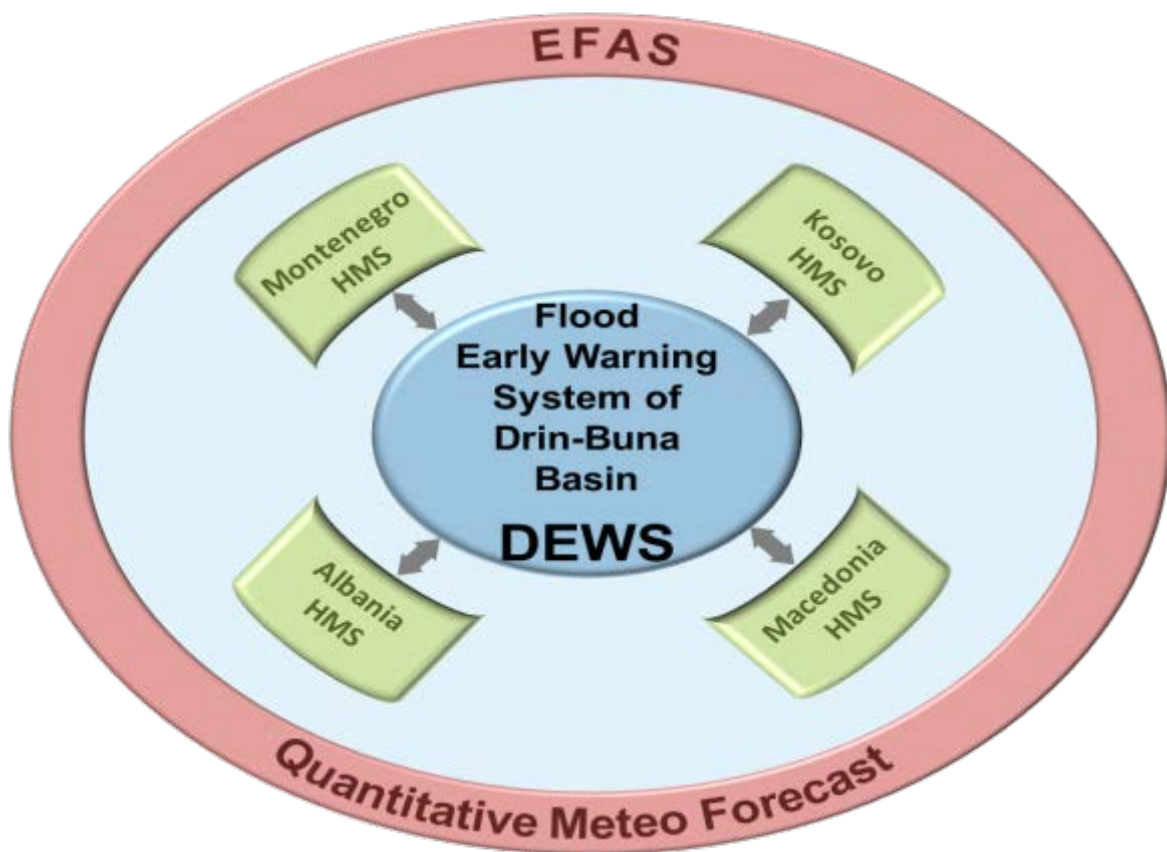 EFAS
Montenegro
HMS
Kosovo
HMS
Flood
Early Warning
System of
Drin-Buna
Basin
DEWS
Albania
HMS
Macedonia
HMS
Quantitative Meteo Forecast